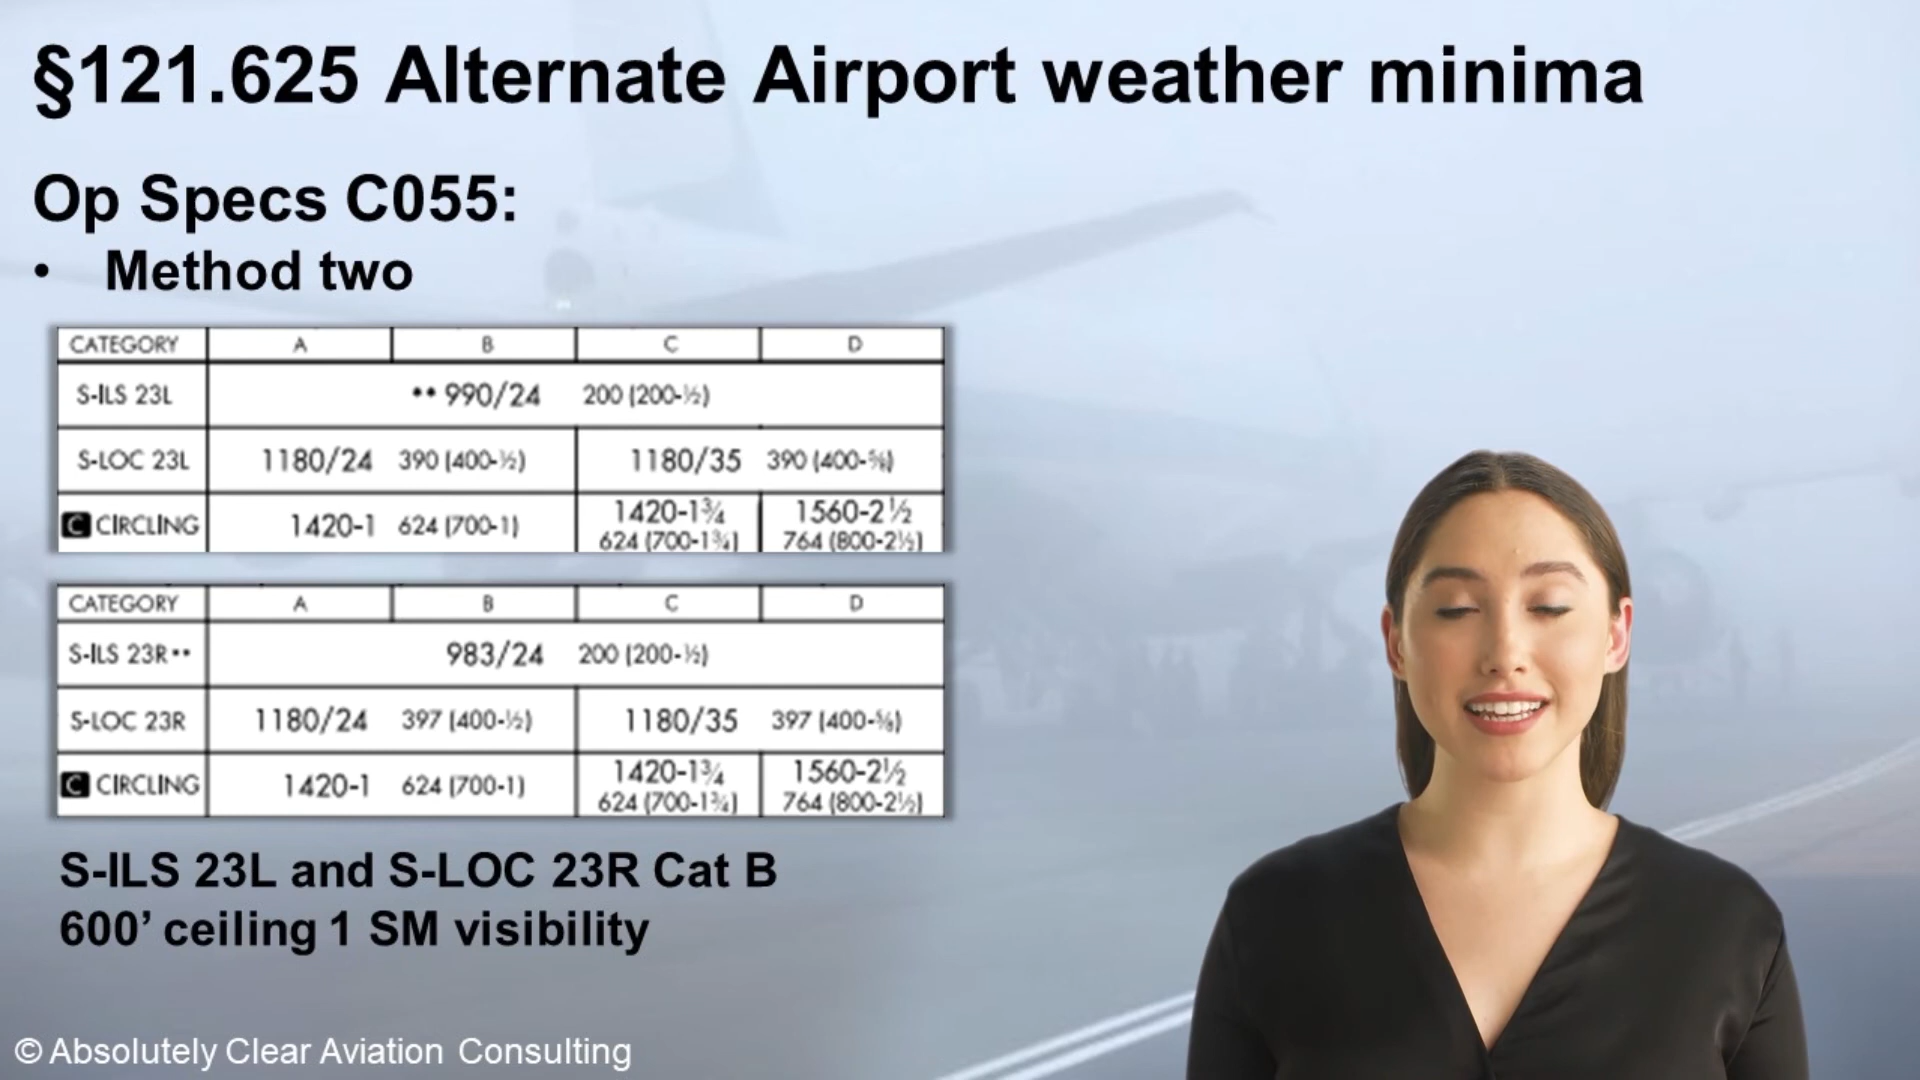 §121.625 Alternate Airport weather minima
Op Specs C055:
• Method two
CATEGORY A B C D
S-ILS 23L •• 990/24 200 (200-½)
S-LOC 23L 1180/24 390 (400-½) 1180/35 390 (400-⅝)
C CIRCLING 1420-1 624 (700-1) 1420-1¾ 624 (700-1¾) 1560-2½ 764 (800-2½)
CATEGORY A B C D
S-ILS 23R •• 983/24 200 (200-½)
S-LOC 23R 1180/24 397 (400-½) 1180/35 397 (400-⅝)
C CIRCLING 1420-1 624 (700-1) 1420-1¾ 624 (700-1¾) 1560-2½ 764 (800-2½)
S-ILS 23L and S-LOC 23R Cat B
600’ ceiling 1 SM visibility
© Absolutely Clear Aviation Consulting